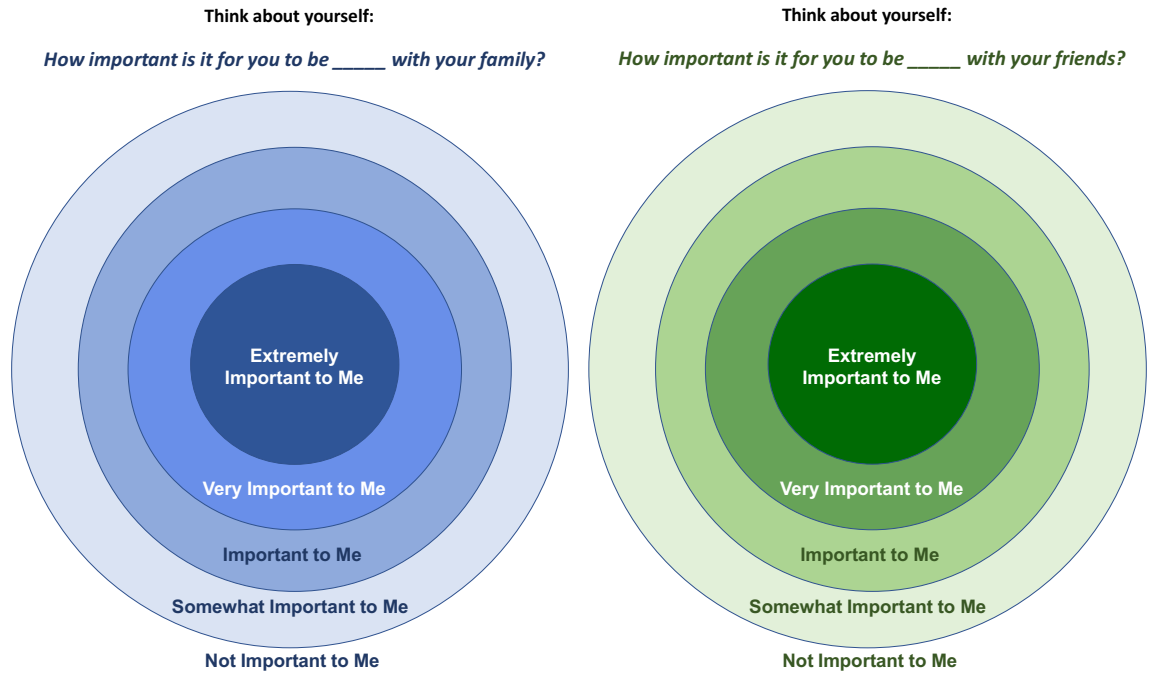 Think about yourself:
How important is it for you to be _____ with your family?
Extremely
Important to Me
Very Important to Me
Important to Me
Somewhat Important to Me
Not Important to Me
Think about yourself:
How important is it for you to be _____ with your friends?
Extremely
Important to Me
Very Important to Me
Important to Me
Somewhat Important to Me
Not Important to Me